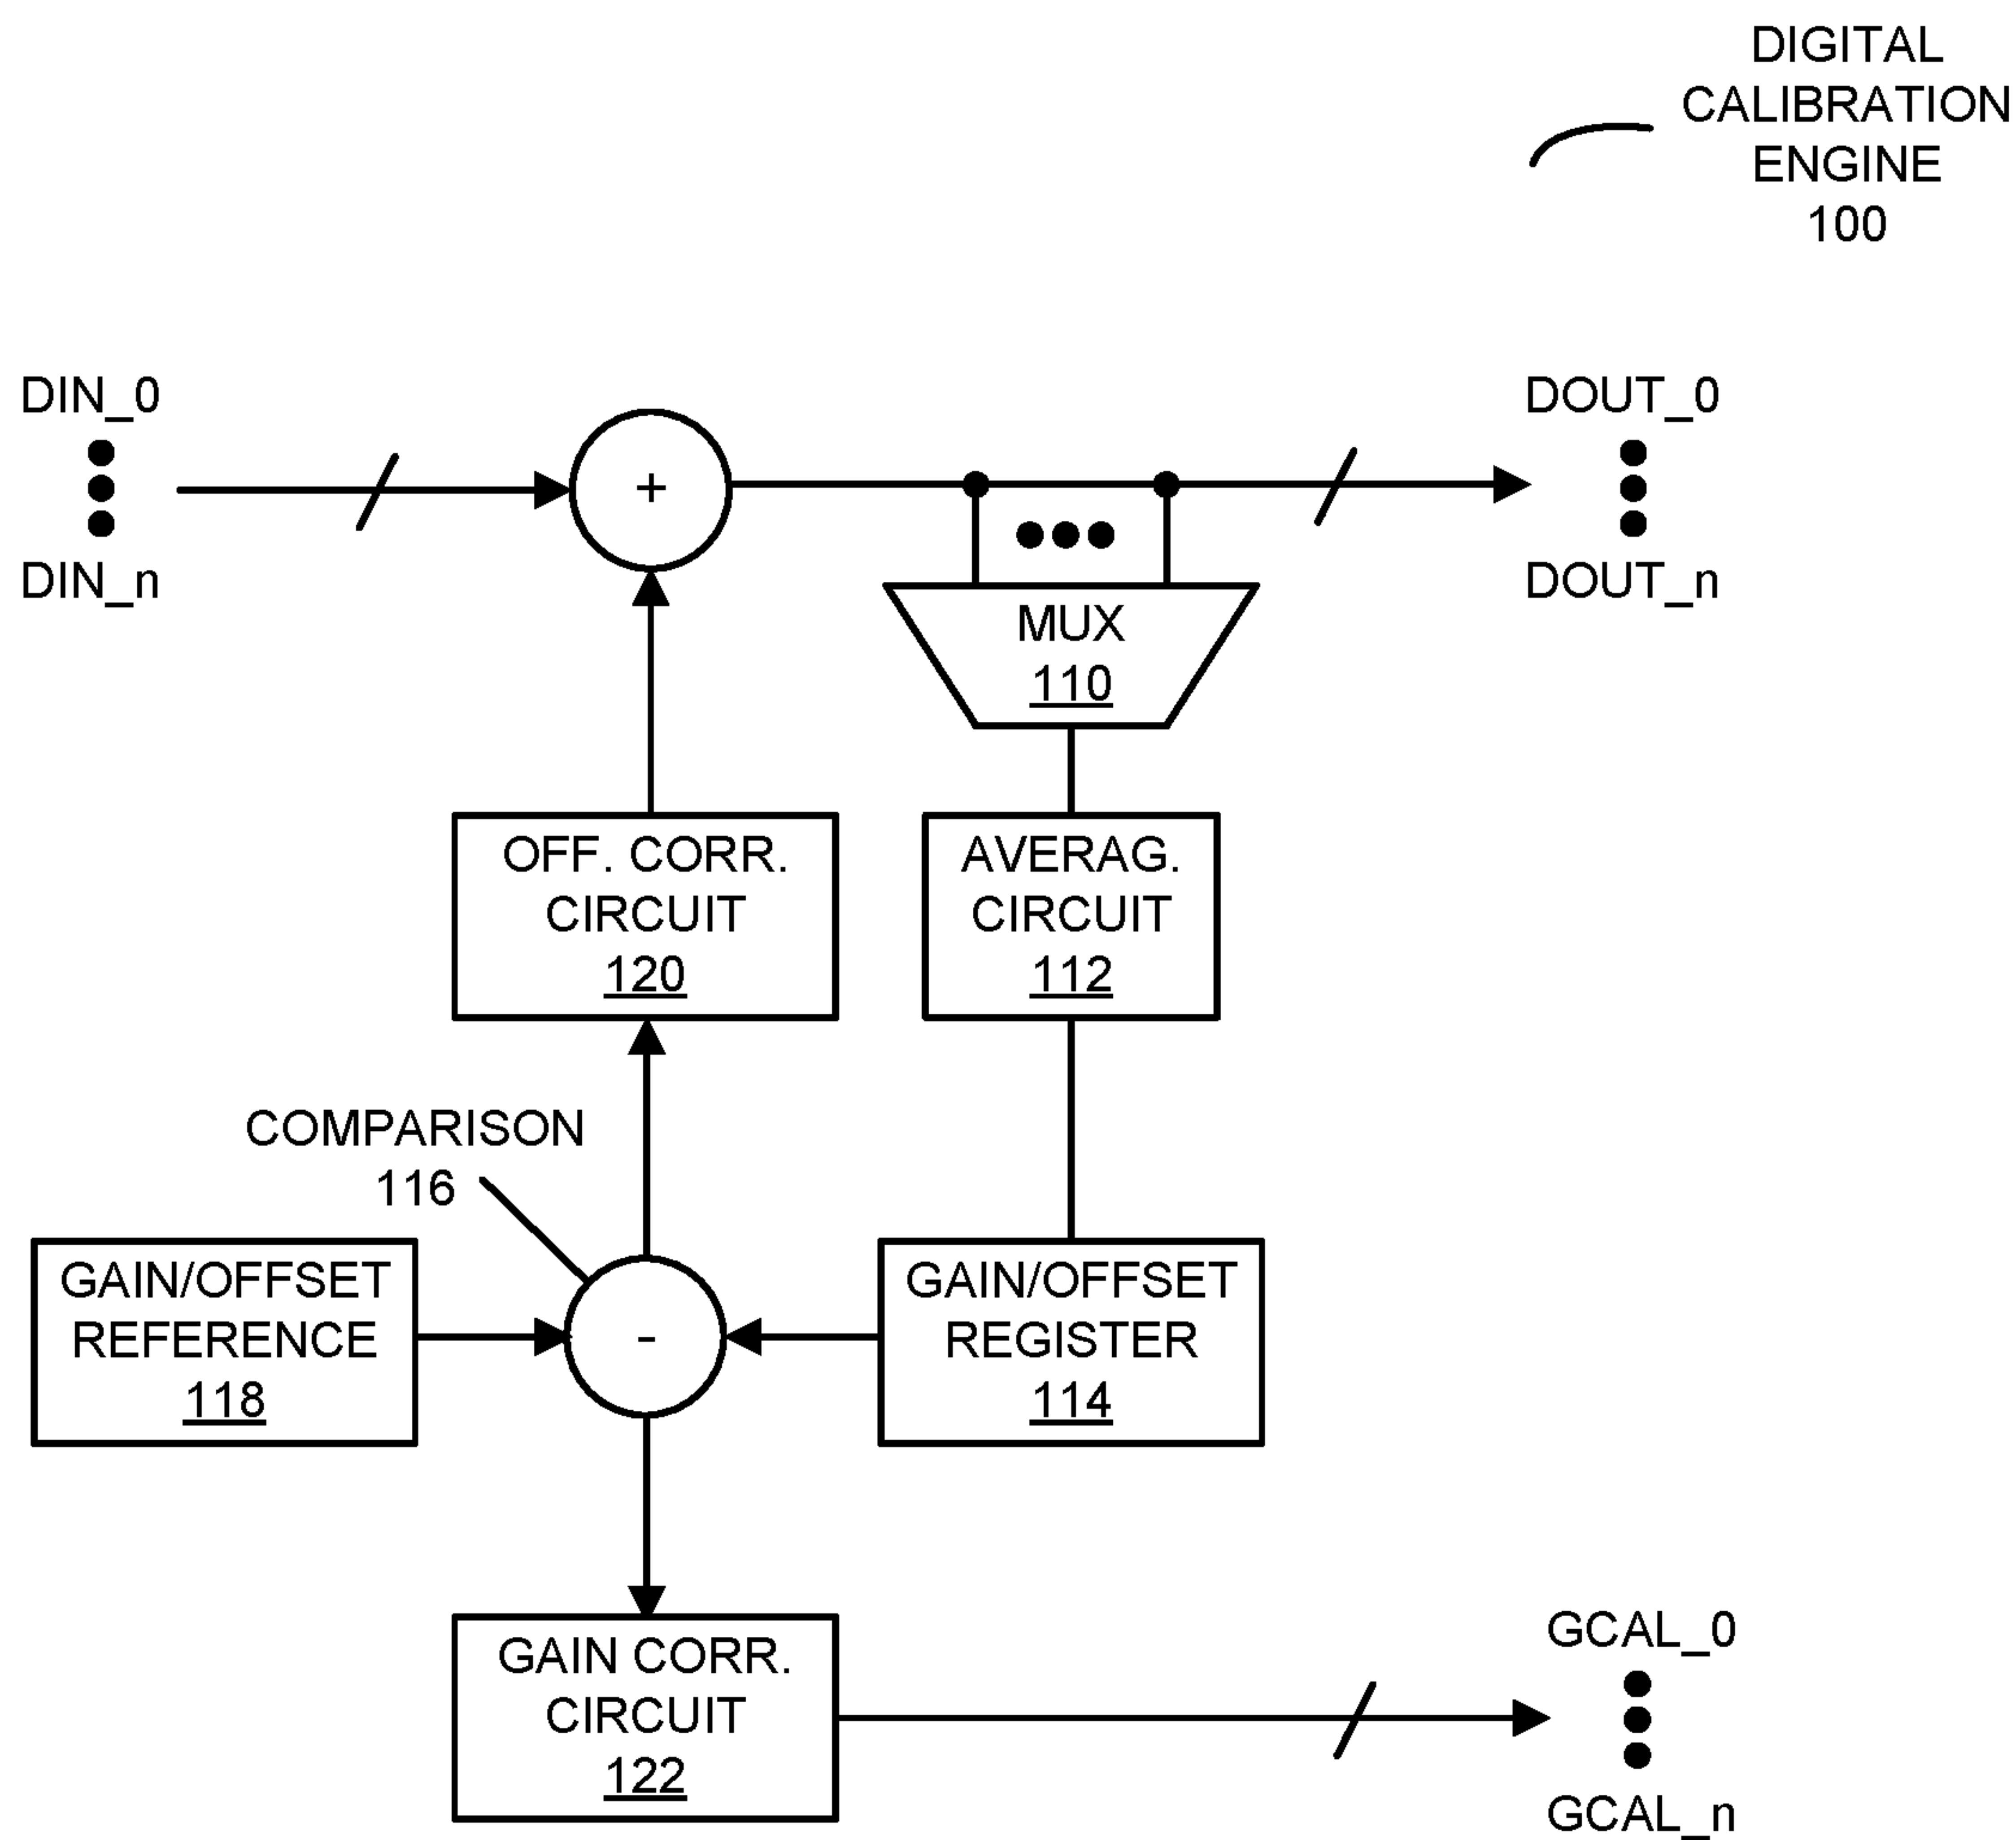 DIGITAL
CALIBRATION
ENGINE
100
DIN_0
DIN_n
+
DOUT_0
DOUT_n
MUX
110
OFF. CORR.
CIRCUIT
120
AVERAG.
CIRCUIT
112
COMPARISON
116
GAIN/OFFSET
REFERENCE
118
-
GAIN/OFFSET
REGISTER
114
GAIN CORR.
CIRCUIT
122
GCAL_0
GCAL_n